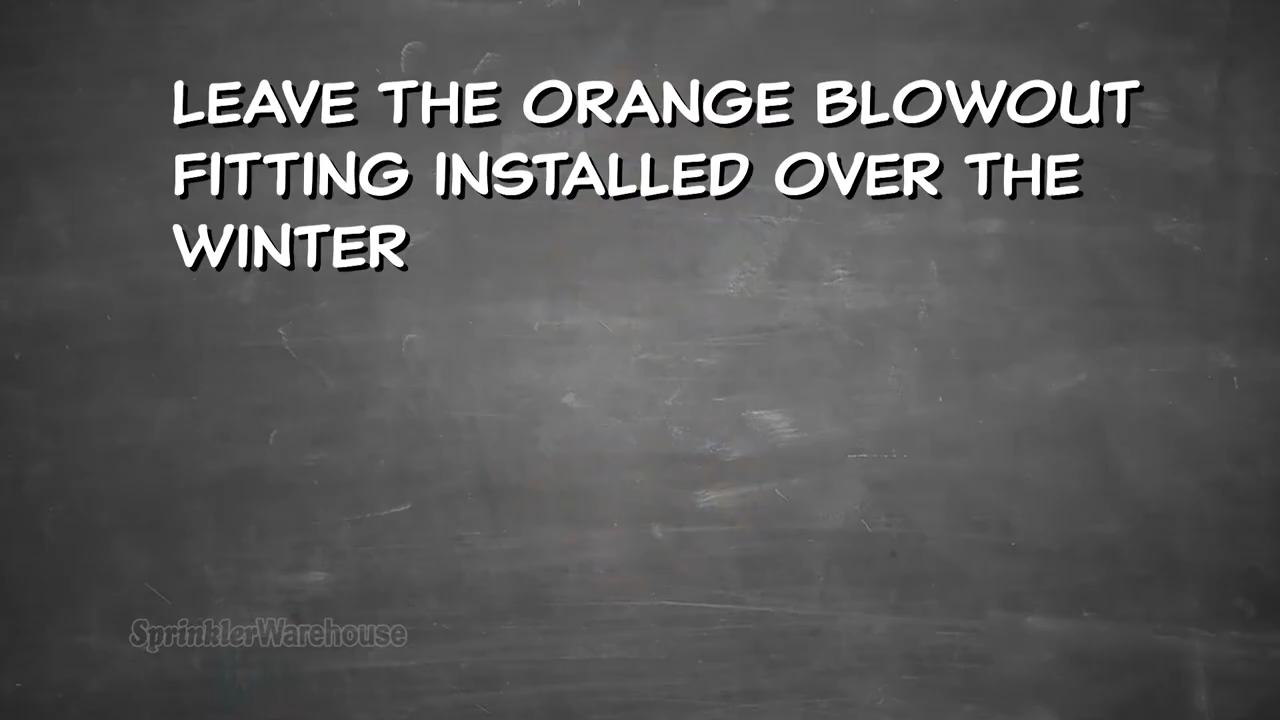 LEAVE THE ORANGE BLOWOUT
FITTING INSTALLED OVER THE
WINTER
SprinklerWarehouse